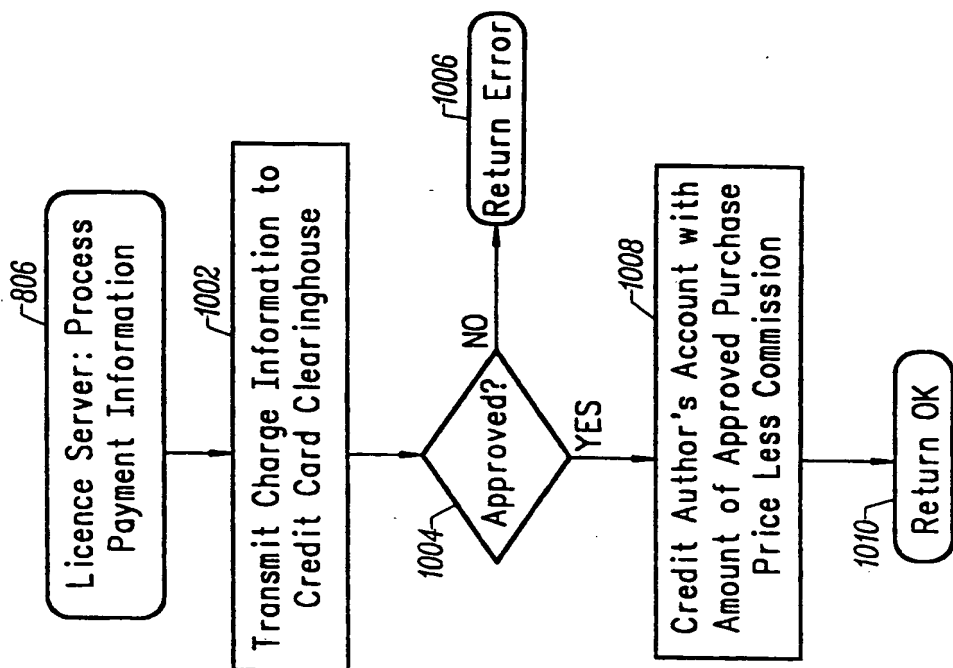 806
Licence Server: Process
Payment Information
1002
Transmit Charge Information to
Credit Card Clearinghouse
1004
Approved?
NO
1006
Return Error
YES
1008
Credit Author's Account with
Amount of Approved Purchase
Price Less Commission
1010
Return OK